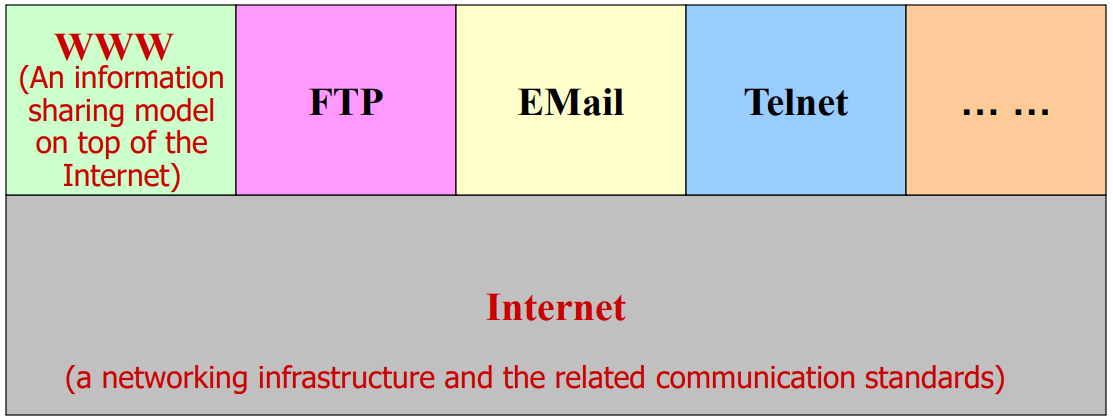 WWW
(An information
sharing model
on top of the
Internet)
FTP
EMail
Telnet
... ...
Internet
(a networking infrastructure and the related communication standards)